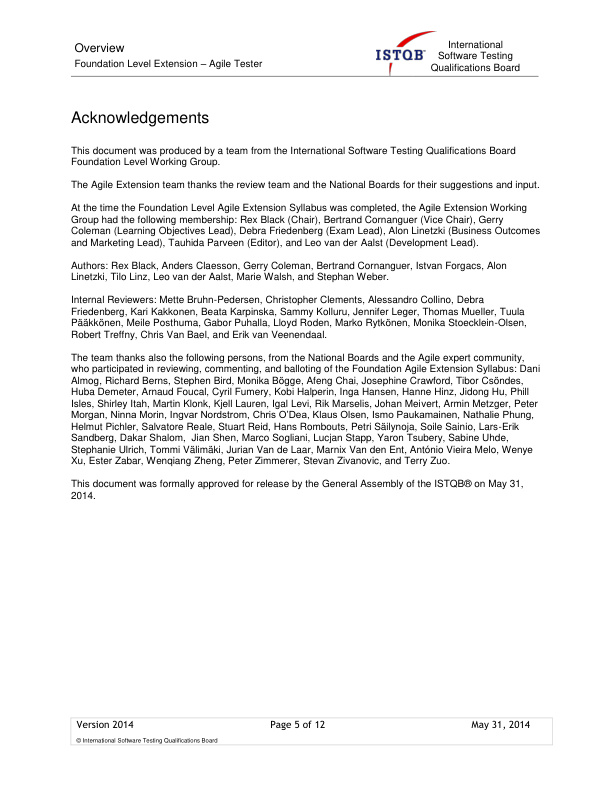 Overview
Foundation Level Extension – Agile Tester
ISTQB®
International
Software Testing
Qualifications Board
Acknowledgements
This document was produced by a team from the International Software Testing Qualifications Board
Foundation Level Working Group.
The Agile Extension team thanks the review team and the National Boards for their suggestions and input.
At the time the Foundation Level Agile Extension Syllabus was completed, the Agile Extension Working
Group had the following membership: Rex Black (Chair), Bertrand Cornanguer (Vice Chair), Gerry
Coleman (Learning Objectives Lead), Debra Friedenberg (Exam Lead), Alon Linetzki (Business Outcomes
and Marketing Lead), Tauhida Parveen (Editor), and Leo van der Aalst (Development Lead).
Authors: Rex Black, Anders Claesson, Gerry Coleman, Bertrand Cornanguer, Istvan Forgacs, Alon
Linetzki, Tilo Linz, Leo van der Aalst, Marie Walsh, and Stephan Weber.
Internal Reviewers: Mette Bruhn-Pedersen, Christopher Clements, Alessandro Collino, Debra
Friedenberg, Kari Kakkonen, Beata Karpinska, Sammy Kolluru, Jennifer Leger, Thomas Mueller, Tuula
Pääkkönen, Meile Posthuma, Gabor Puhalla, Lloyd Roden, Marko Rytkönen, Monika Stoecklein-Olsen,
Robert Treffny, Chris Van Bael, and Erik van Veenendaal.
The team thanks also the following persons, from the National Boards and the Agile expert community,
who participated in reviewing, commenting, and balloting of the Foundation Agile Extension Syllabus: Dani
Almog, Richard Berns, Stephen Bird, Monika Bögge, Afeng Chai, Josephine Crawford, Tibor Csöndes,
Huba Demeter, Arnaud Foucal, Cyril Fumery, Kobi Halperin, Inga Hansen, Hanne Hinz, Jidong Hu, Phill
Isles, Shirley Itah, Martin Klonk, Kjell Lauren, Igal Levi, Rik Marselis, Johan Meivert, Armin Metzger, Peter
Morgan, Ninna Morin, Ingvar Nordstrom, Chris O'Dea, Klaus Olsen, Ismo Paukamainen, Nathalie Phung,
Helmut Pichler, Salvatore Reale, Stuart Reid, Hans Rombouts, Petri Säilynoja, Soile Sainio, Lars-Erik
Sandberg, Dakar Shalom, Jian Shen, Marco Sogliani, Lucjan Stapp, Yaron Tsubery, Sabine Uhde,
Stephanie Ulrich, Tommi Välimäki, Jurian Van de Laar, Marnix Van den Ent, António Vieira Melo, Wenye
Xu, Ester Zabar, Wenqiang Zheng, Peter Zimmerer, Stevan Zivanovic, and Terry Zuo.
This document was formally approved for release by the General Assembly of the ISTQB® on May 31,
2014.
Version 2014 Page 5 of 12 May 31, 2014
© International Software Testing Qualifications Board